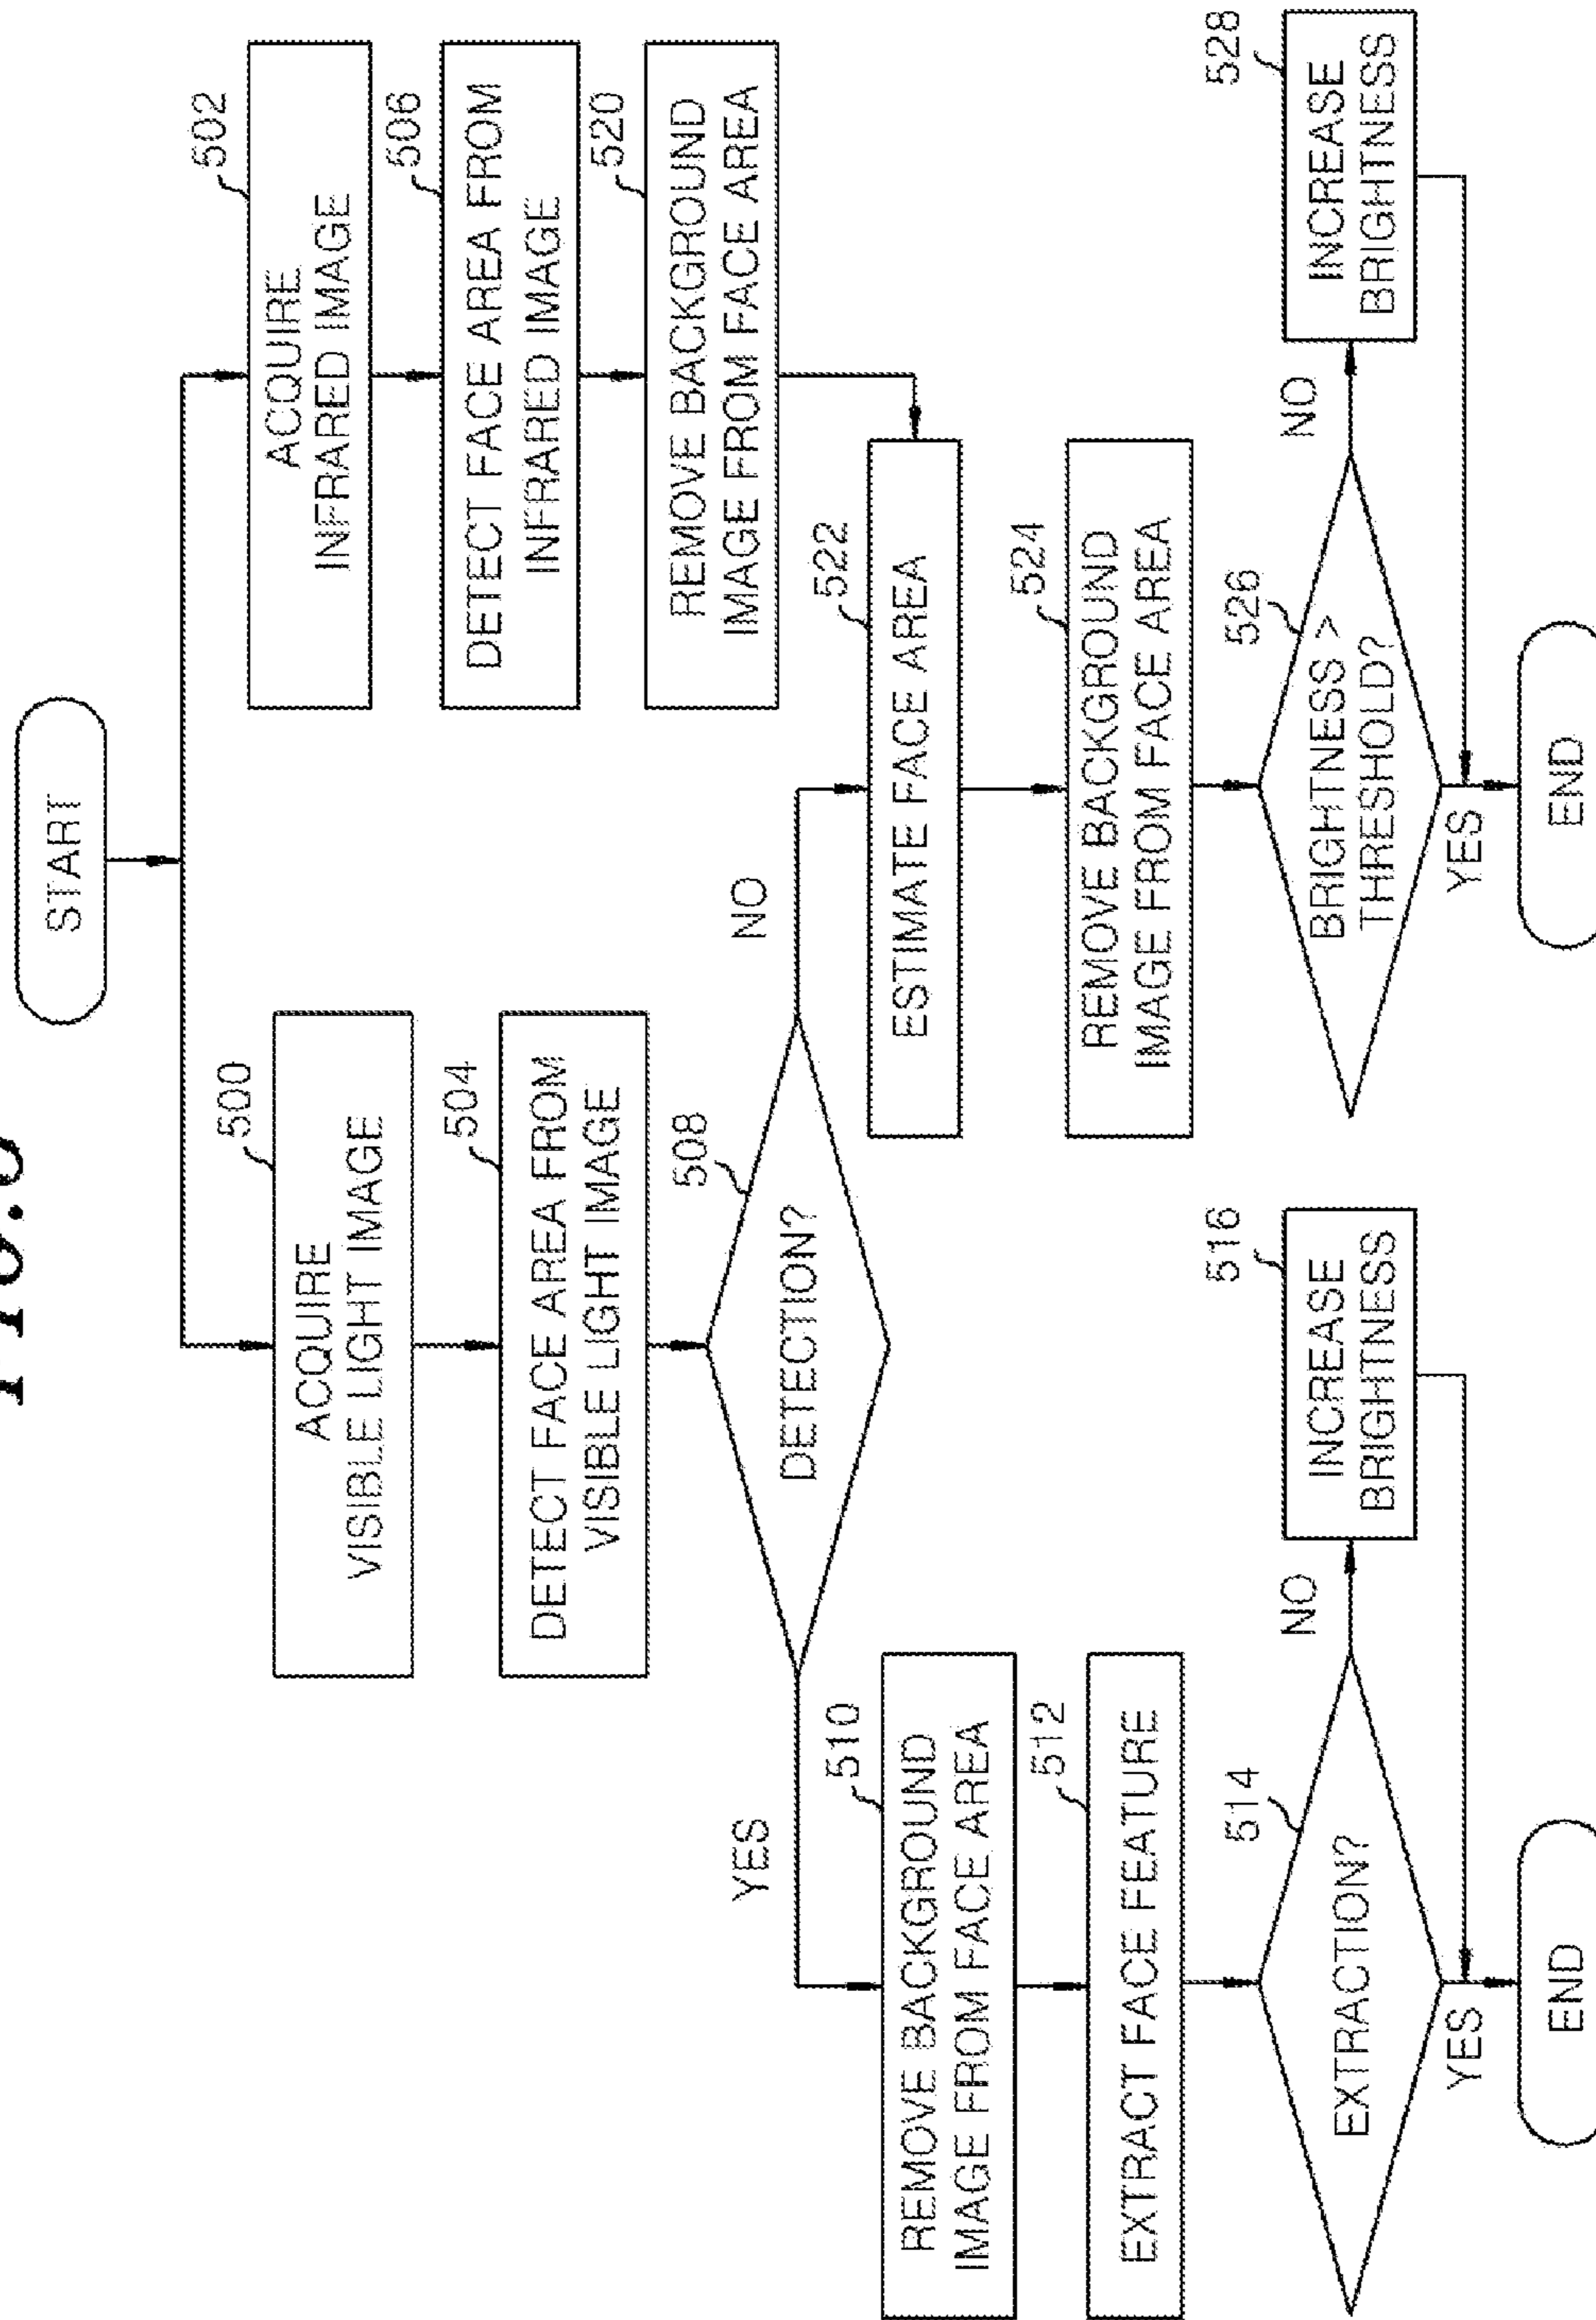 START
500
ACQUIRE
VISIBLE LIGHT IMAGE
502
ACQUIRE
INFRARED IMAGE
504
DETECT FACE AREA FROM
VISIBLE LIGHT IMAGE
506
DETECT FACE AREA FROM
INFRARED IMAGE
520
REMOVE BACKGROUND
IMAGE FROM FACE AREA
508
DETECTION?
YES
NO
510
REMOVE BACKGROUND
IMAGE FROM FACE AREA
512
EXTRACT FACE FEATURE
514
EXTRACTION?
NO
516
INCREASE
BRIGHTNESS
YES
END
522
ESTIMATE FACE AREA
524
REMOVE BACKGROUND
IMAGE FROM FACE AREA
526
BRIGHTNESS >
THRESHOLD?
NO
528
INCREASE
BRIGHTNESS
YES
END